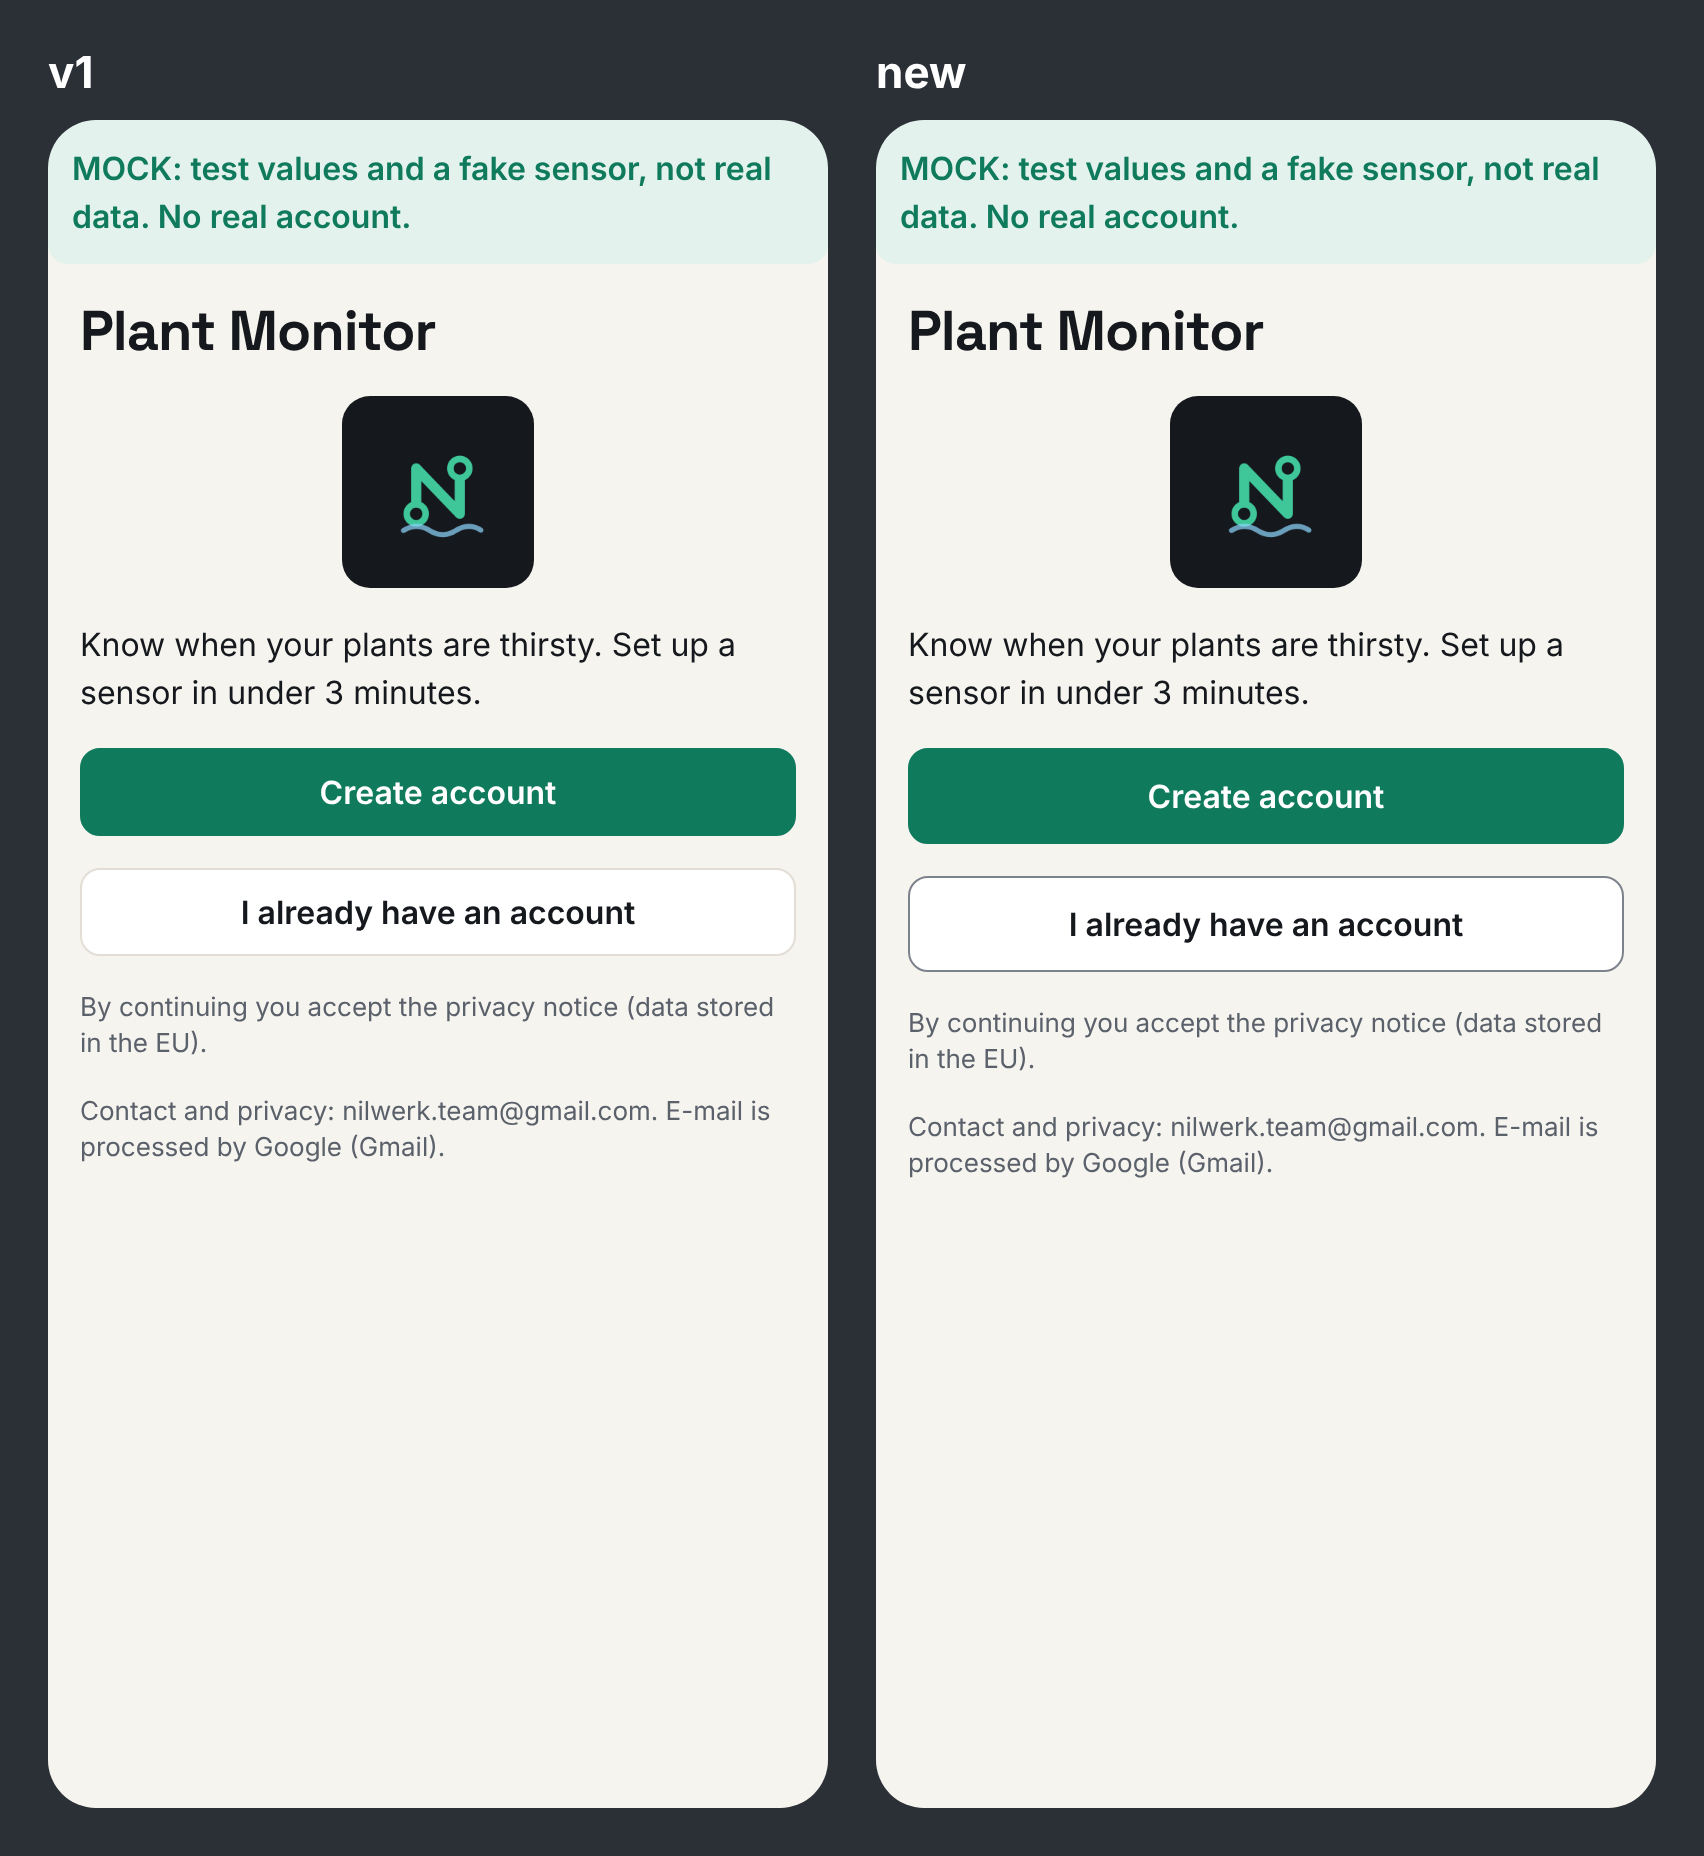 v1
MOCK: test values and a fake sensor, not real
data. No real account.
Plant Monitor
Know when your plants are thirsty. Set up a
sensor in under 3 minutes.
Create account
I already have an account
By continuing you accept the privacy notice (data stored
in the EU).
Contact and privacy: nilwerk.team@gmail.com. E-mail is
processed by Google (Gmail).
new
MOCK: test values and a fake sensor, not real
data. No real account.
Plant Monitor
Know when your plants are thirsty. Set up a
sensor in under 3 minutes.
Create account
I already have an account
By continuing you accept the privacy notice (data stored
in the EU).
Contact and privacy: nilwerk.team@gmail.com. E-mail is
processed by Google (Gmail).